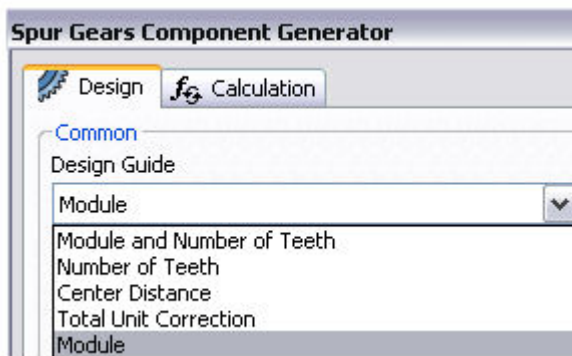 Spur Gears Component Generator
Design
Calculation
Common
Design Guide
Module
Module and Number of Teeth
Number of Teeth
Center Distance
Total Unit Correction
Module